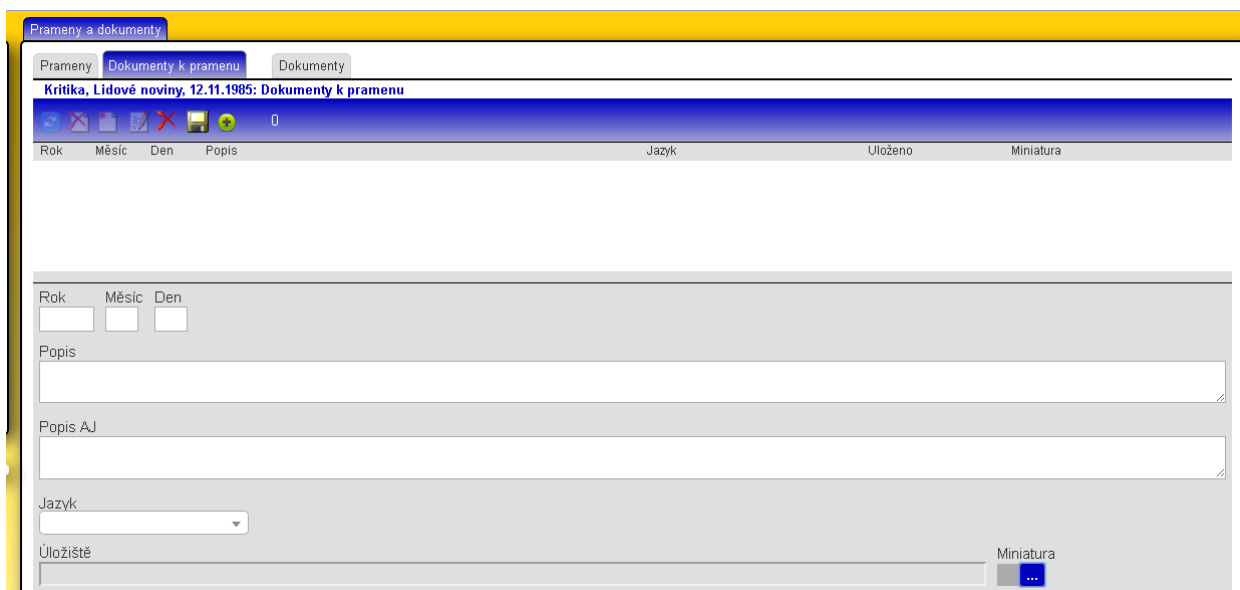 Prameny a dokumenty
Prameny Dokumenty k pramenu Dokumenty
Kritika, Lidové noviny, 12.11.1985: Dokumenty k pramenu
0
Rok Měsíc Den Popis Jazyk Uloženo Miniatura
Rok Měsíc Den
Popis
Popis AJ
Jazyk
Úložiště Miniatura
...